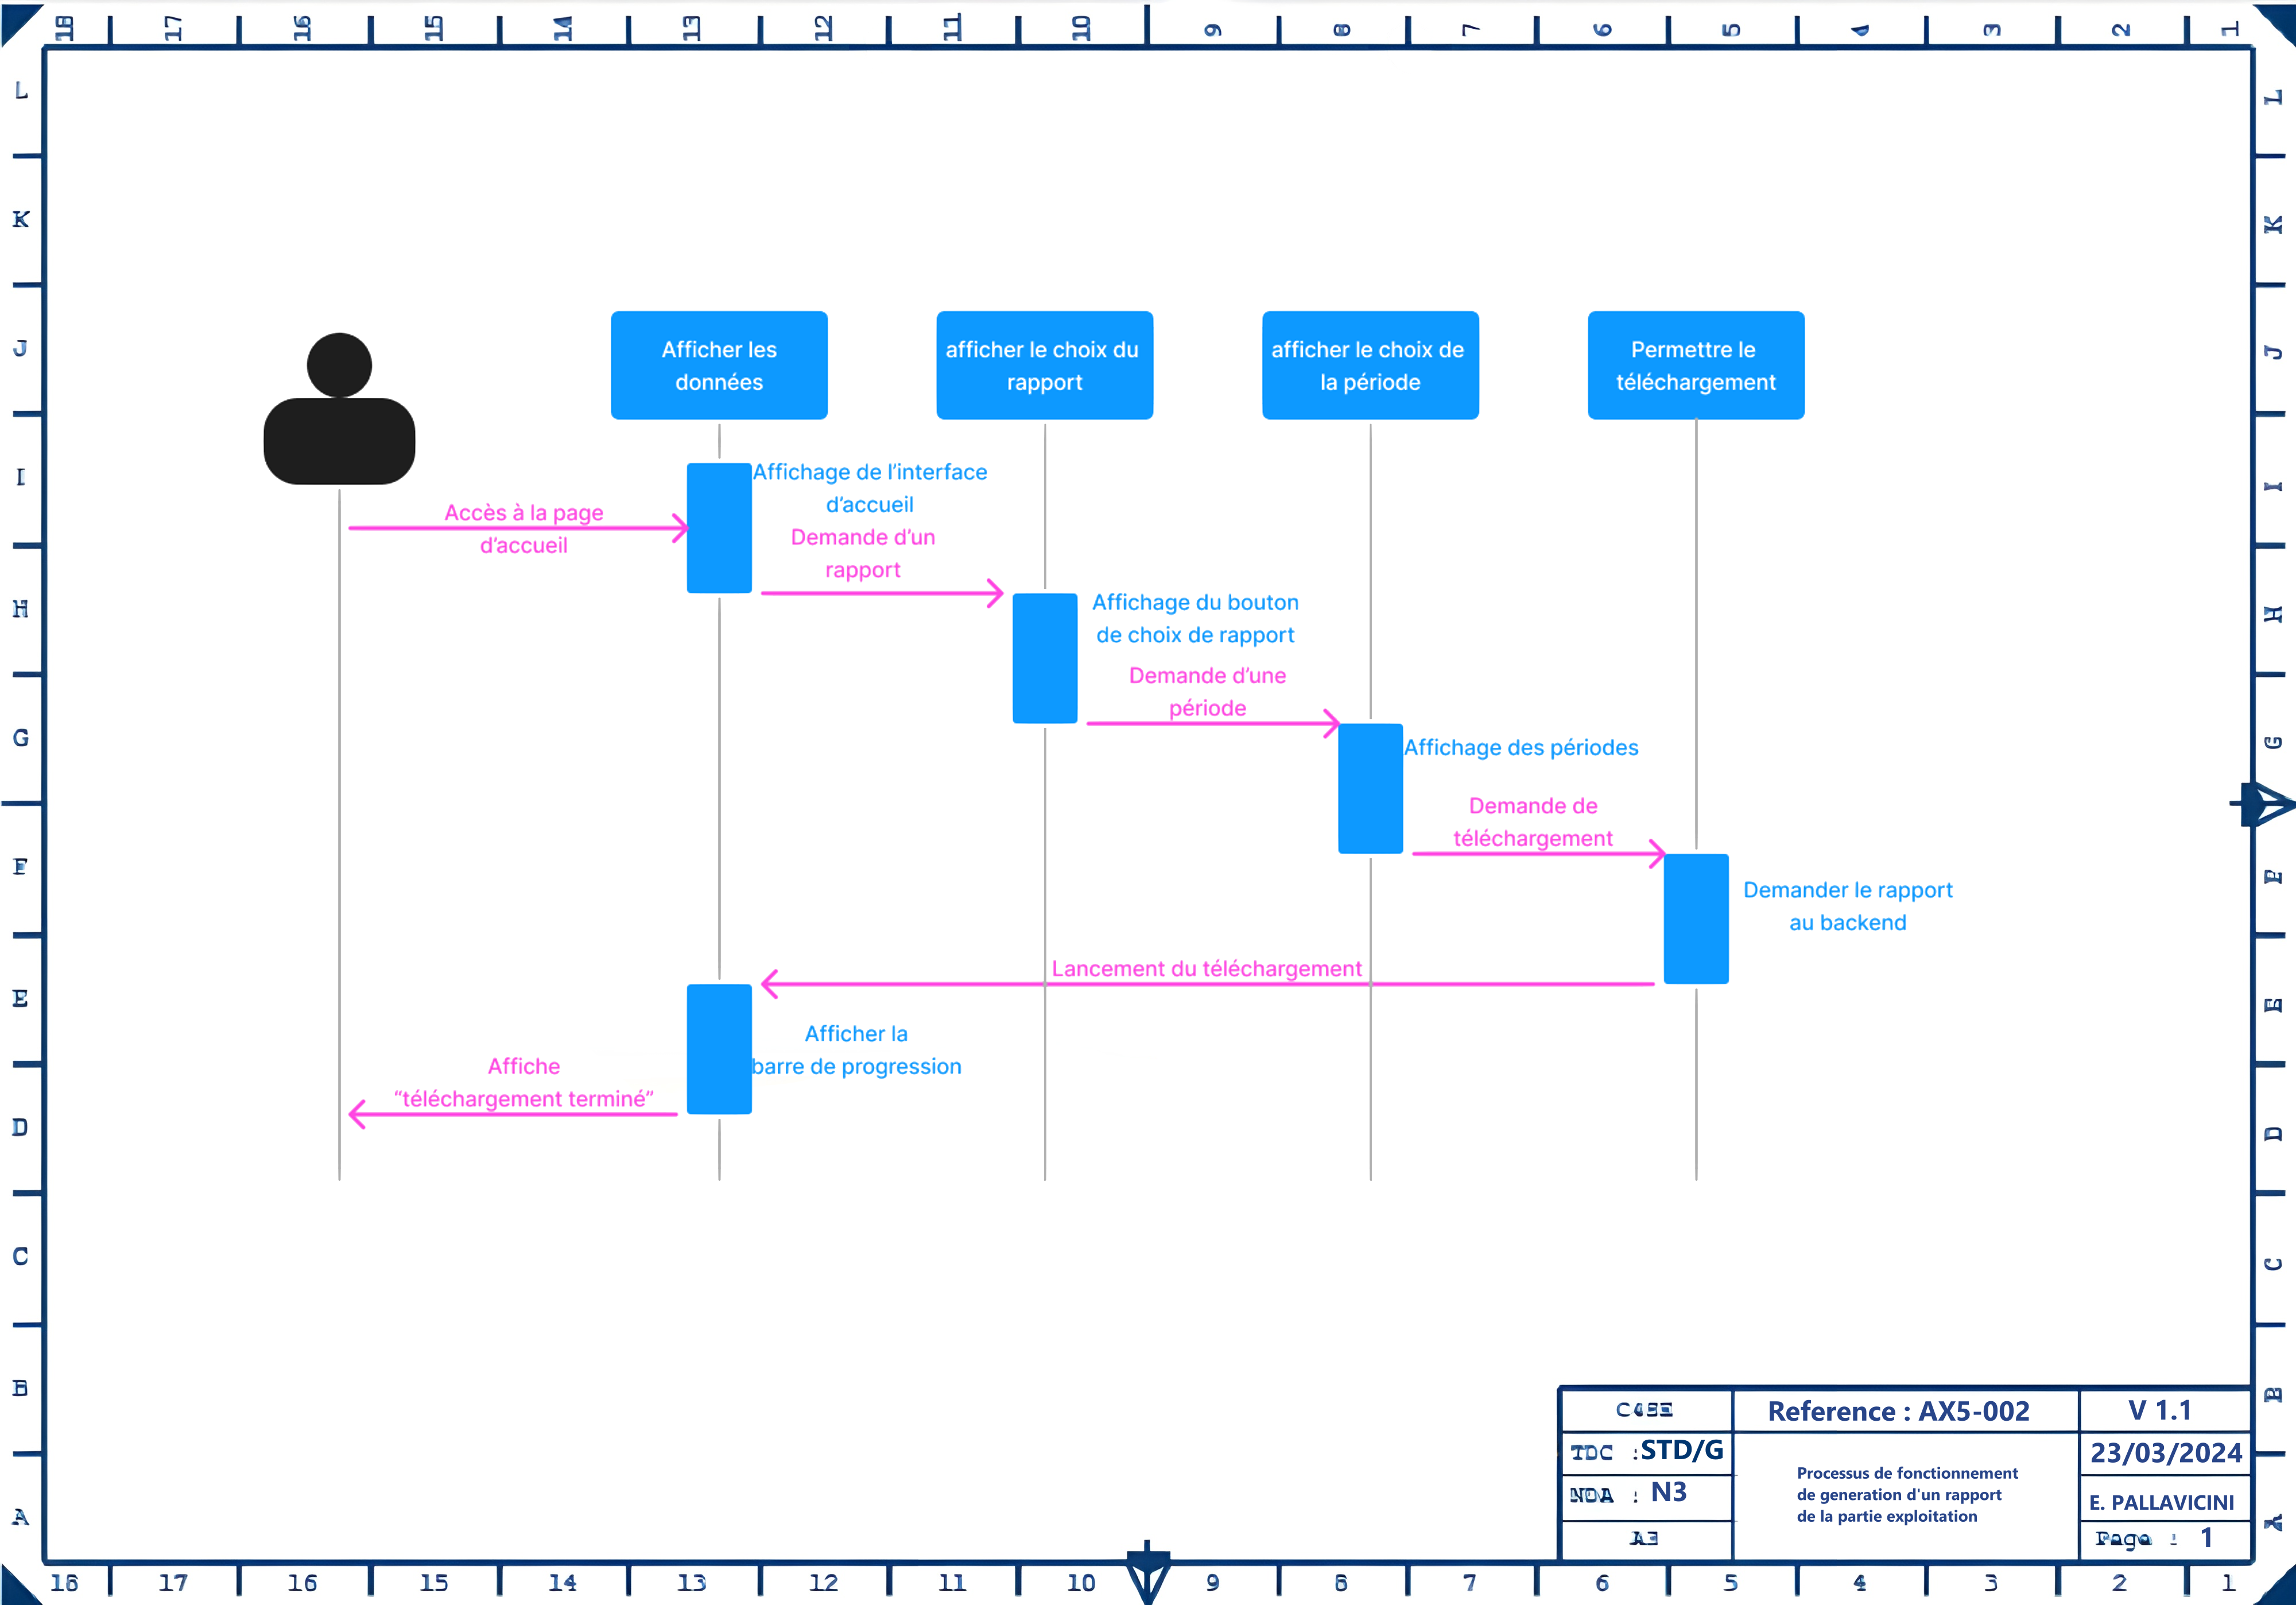 18 17 16 15 14 13 12 11 10 9 8 7 6 5 4 3 2 1
L
K
J
I
H
G
F
E
D
C
B
A
Afficher les
données
afficher le choix du
rapport
afficher le choix de
la période
Permettre le
téléchargement
Affichage de l’interface
d’accueil
Accès à la page
d’accueil
Demande d’un
rapport
Affichage du bouton
de choix de rapport
Demande d’une
période
Affichage des périodes
Demande de
téléchargement
Demander le rapport
au backend
Lancement du téléchargement
Afficher la
barre de progression
Affiche
“téléchargement terminé”
Reference : AX5-002
V 1.1
TDC : STD/G
23/03/2024
Processus de fonctionnement
de generation d'un rapport
de la partie exploitation
NDA : N3
E. PALLAVICINI
A3
Page : 1
L
K
J
I
H
G
F
E
D
C
B
A
18 17 16 15 14 13 12 11 10 9 8 7 6 5 4 3 2 1